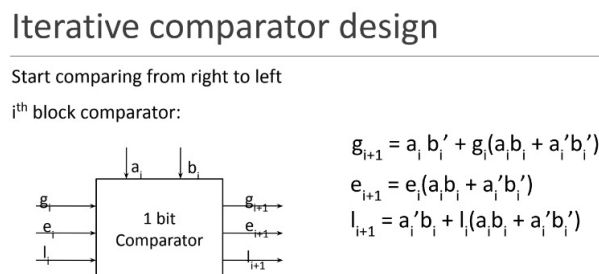 Iterative comparator design
Start comparing from right to left
iᵗʰ block comparator:
gᵢ₊₁ = aᵢ bᵢ′ + gᵢ(aᵢbᵢ + aᵢ′bᵢ′)
eᵢ₊₁ = eᵢ(aᵢbᵢ + aᵢ′bᵢ′)
lᵢ₊₁ = aᵢ′bᵢ + lᵢ(aᵢbᵢ + aᵢ′bᵢ′)
aᵢ bᵢ
gᵢ gᵢ₊₁
eᵢ eᵢ₊₁
lᵢ lᵢ₊₁
1 bit
Comparator